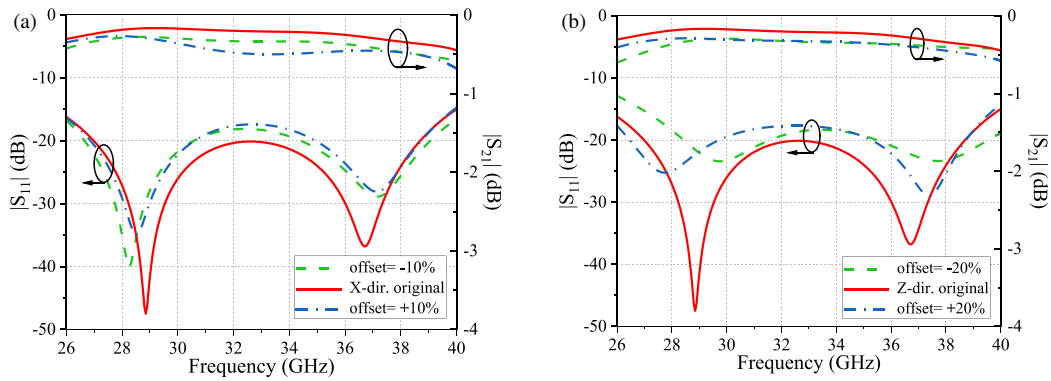 (a)
0
-10
-20
-30
-40
-50
|S11| (dB)
0
-1
-2
-3
-4
|S21| (dB)
offset= -10%
X-dir. original
offset= +10%
26 28 30 32 34 36 38 40
Frequency (GHz)
(b)
0
-10
-20
-30
-40
-50
|S11| (dB)
0
-1
-2
-3
-4
|S21| (dB)
offset= -20%
Z-dir. original
offset= +20%
26 28 30 32 34 36 38 40
Frequency (GHz)